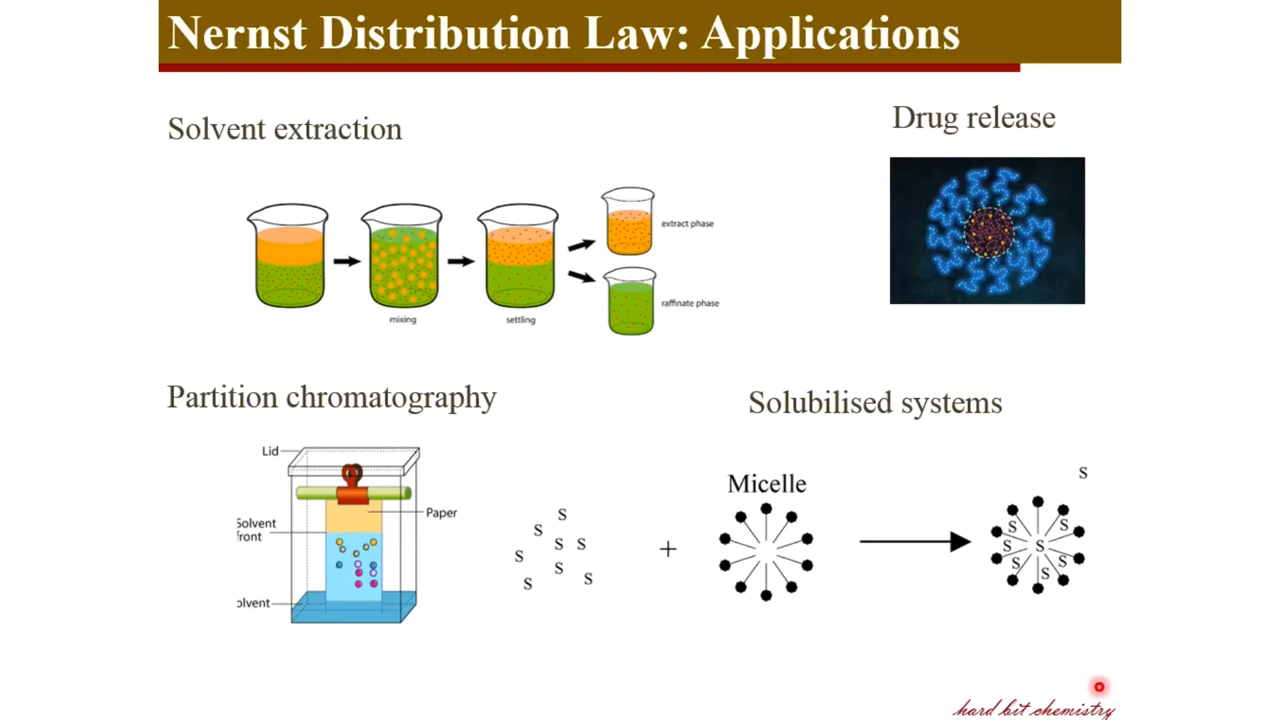 Nernst Distribution Law: Applications
Solvent extraction
Drug release
extract phase
raffinate phase
mixing
settling
Partition chromatography
Solubilised systems
Lid
Paper
Solvent
front
olvent
S
S
S S
S
S
S
S
+
Micelle
S
S
S
S
S
S
S
S
S
hard bit chemistry